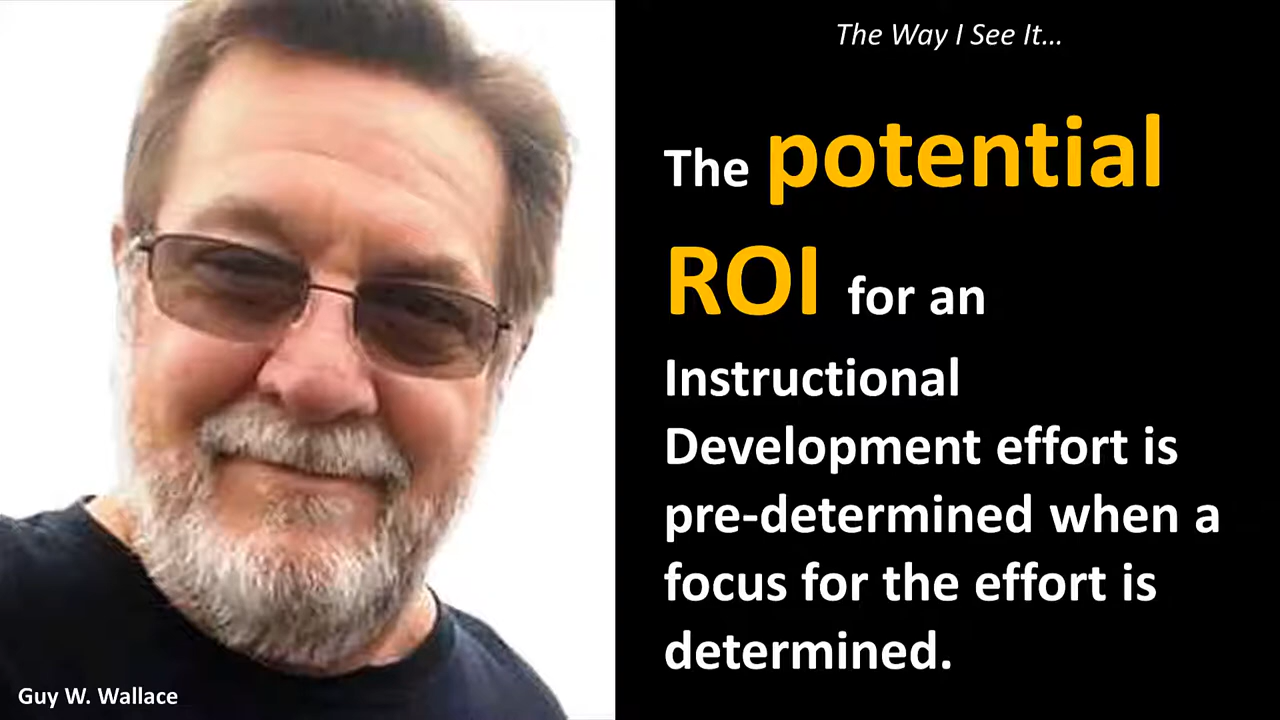 The Way I See It...
The potential
ROI for an
Instructional
Development effort is
pre-determined when a
focus for the effort is
determined.
Guy W. Wallace